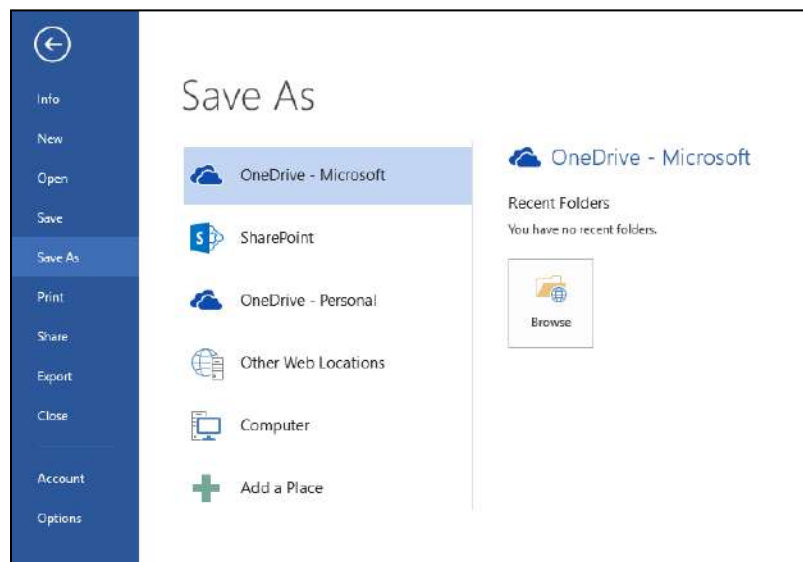 Info
New
Open
Save
Save As
Print
Share
Export
Close
Account
Options
Save As
OneDrive - Microsoft
SharePoint
OneDrive - Personal
Other Web Locations
Computer
Add a Place
OneDrive - Microsoft
Recent Folders
You have no recent folders.
Browse